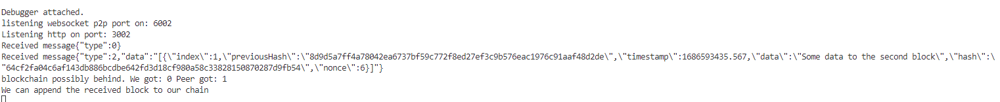 Debugger attached.
listening websocket p2p port on: 6002
Listening http on port: 3002
Received message{"type":0}
Received message{"type":2,"data":"[{\"index\":1,\"previousHash\":\"8d9d5a7ff4a78042ea6737bf59c772f8ed27ef3c9b576eac1976c91aaf48d2de\",\"timestamp\":1686593435.567,\"data\":\"Some data to the second block\",\"hash\":\
"64cf2fa04c6af143db886bcdbe642fd3d18cf980a58c33828150870287d9fb54\",\"nonce\":6}]"}
blockchain possibly behind. We got: 0 Peer got: 1
We can append the received block to our chain